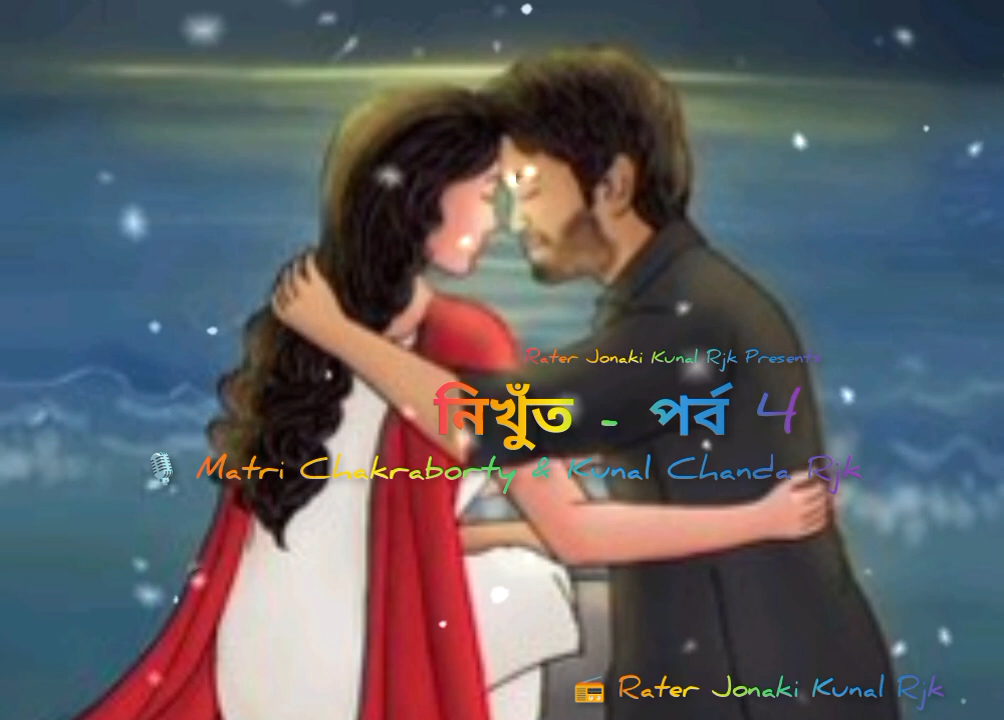 Rater Jonaki Kunal Rjk Presents
নিখুঁত - পর্ব 4
Matri Chakraborty & Kunal Chanda Rjk
Rater Jonaki Kunal Rjk